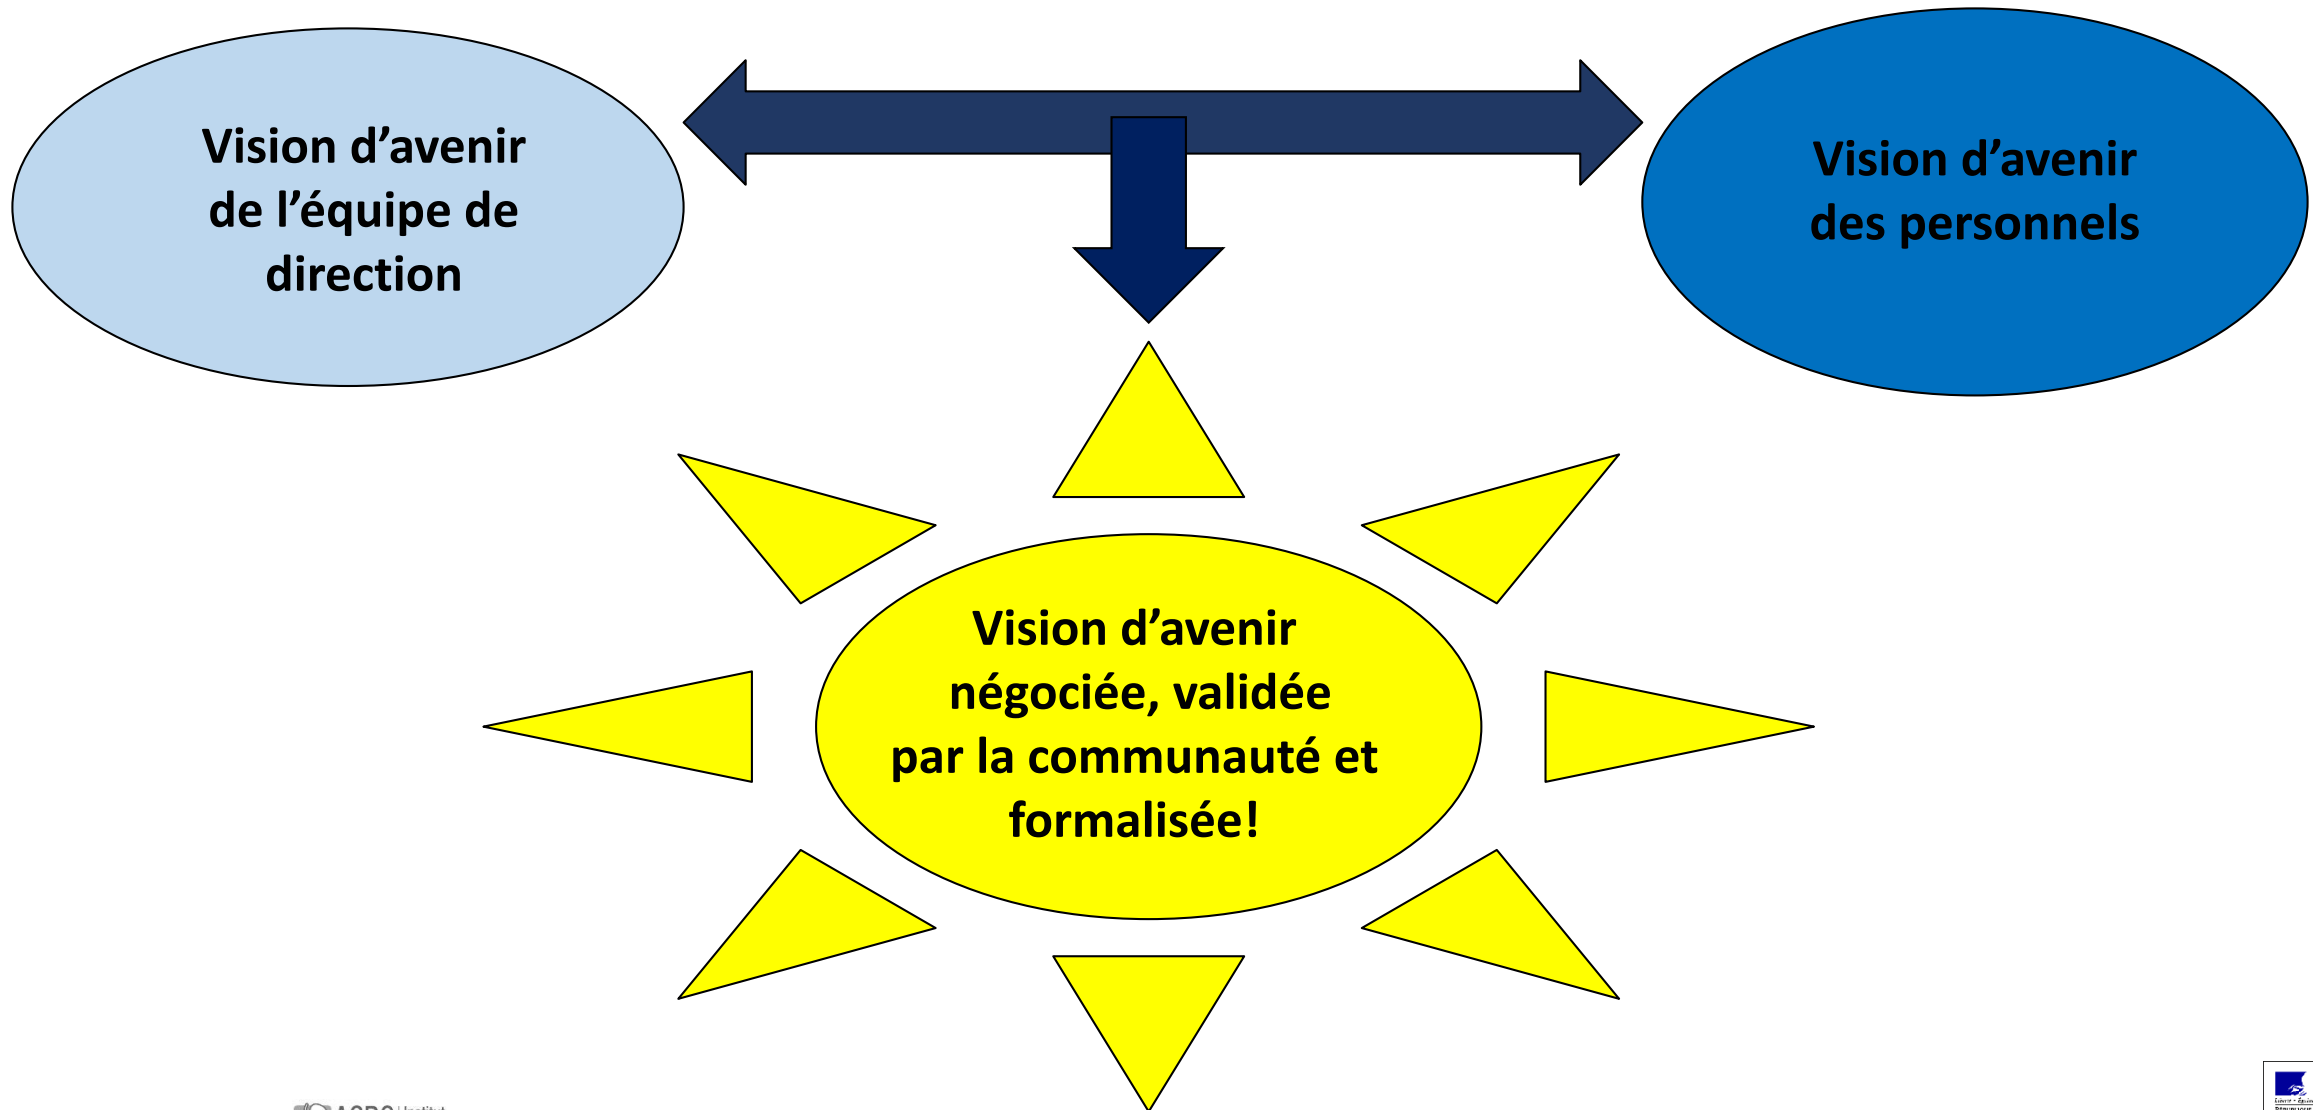 Vision d’avenir
de l’équipe de
direction
Vision d’avenir
des personnels
Vision d’avenir
négociée, validée
par la communauté et
formalisée!